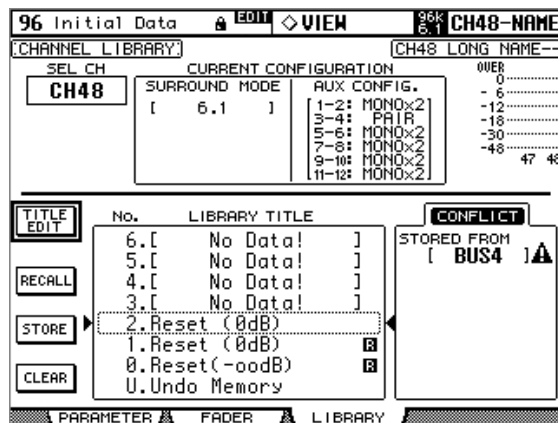 96 Initial Data EDIT ◇VIEW 96k 6.1 CH48-NAME
[CHANNEL LIBRARY] [CH48 LONG NAME--
SEL CH CURRENT CONFIGURATION OVER
CH48 SURROUND MODE AUX CONFIG. 0
[ 6.1 ] [1-2: MONO×2] - 6
3-4: PAIR -12
5-6: MONO×2 -18
7-8: MONO×2 -30
9-10: MONO×2 -48
[11-12: MONO×2] 47 48
TITLE EDIT No. LIBRARY TITLE CONFLICT
6.[ No Data! ] STORED FROM
5.[ No Data! ] [ BUS4 ]
RECALL 4.[ No Data! ]
3.[ No Data! ]
STORE 2.Reset (0dB)
1.Reset (0dB) R
0.Reset(-oodB) R
CLEAR U.Undo Memory
PARAMETER FADER LIBRARY